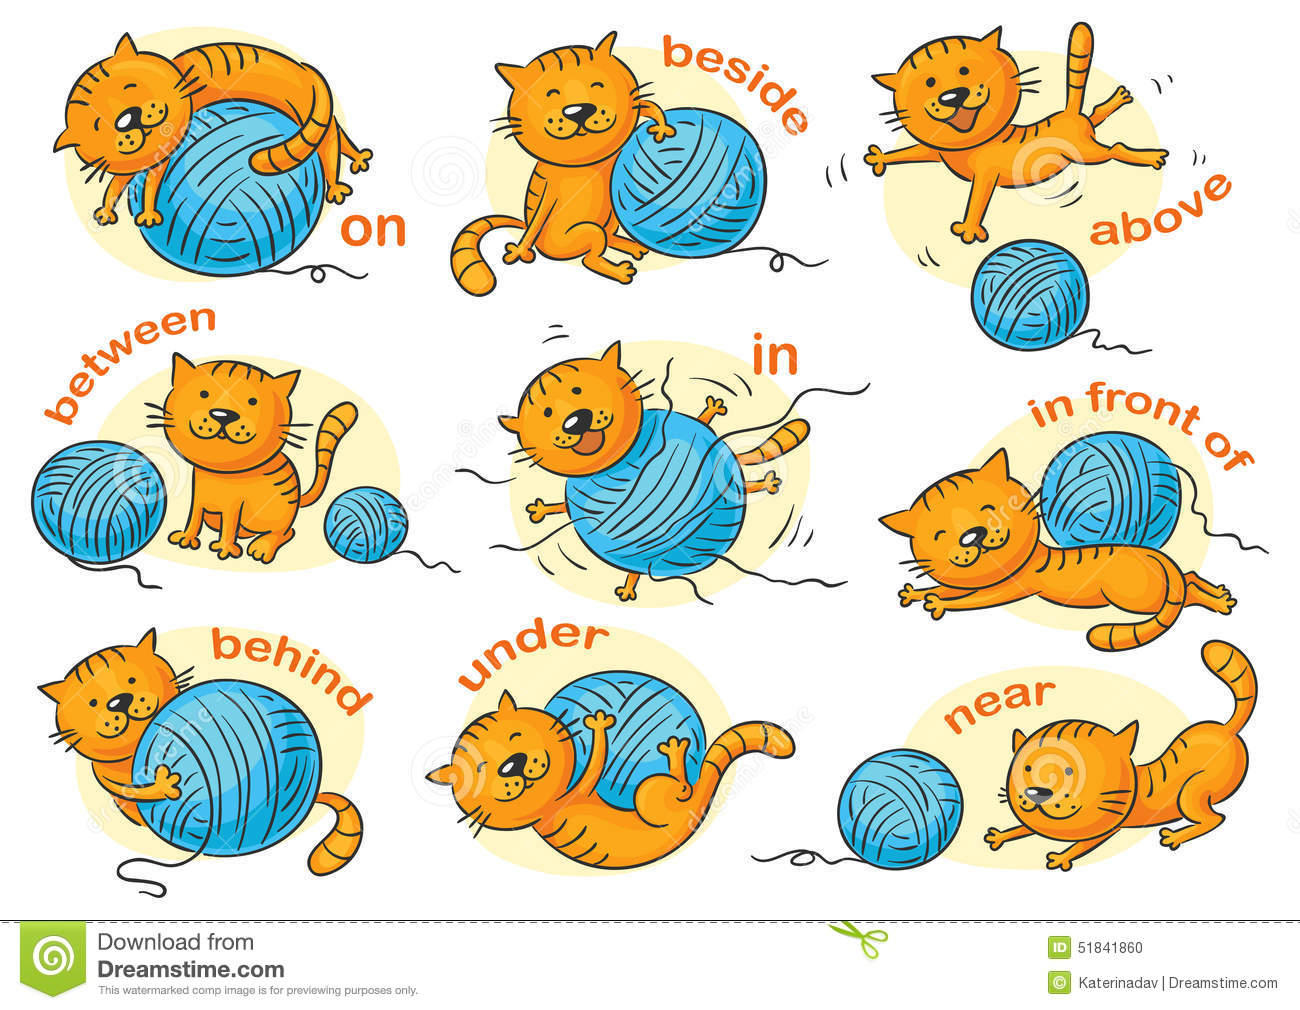 on
beside
above
between
in
in front of
behind
under
near
Download from
Dreamstime.com
This watermarked comp image is for previewing purposes only.
ID 51841860
© Katerinadav | Dreamstime.com